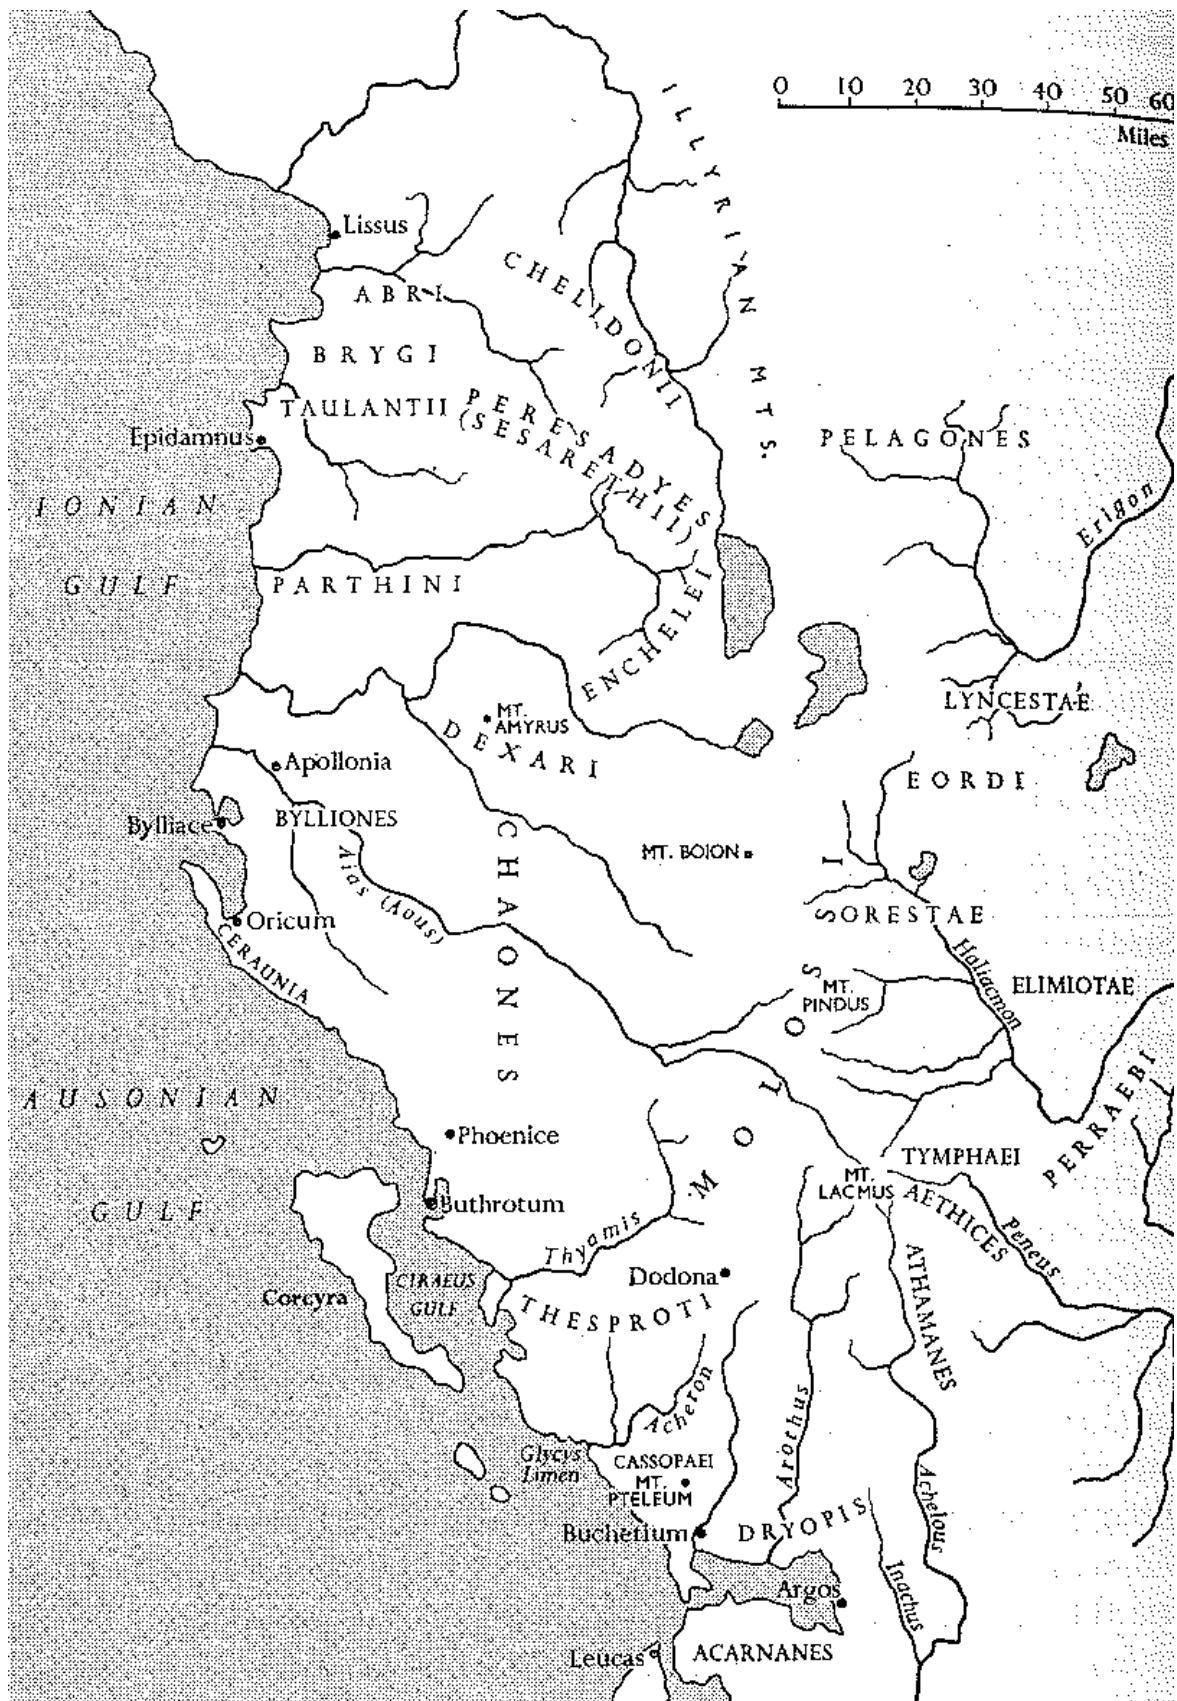 0 10 20 30 40 50 60
Miles
ILLYRIAN MTS.
Lissus
CHELIDONII
ABRI
BRYGI
TAULANTII
PERESADYES
(SESARETHII)
Epidamnus
PELAGONES
IONIAN
GULF
Erigon
PARTHINI
ENCHELEI
LYNCESTAE
MT.
AMYRUS
DEXARI
Apollonia
EORDI
Bylliace
BYLLIONES
CHAONES
MT. BOION
Aias (Aous)
ORESTAE
Oricum
CERAUNIA
Haliacmon
ELIMIOTAE
MT.
PINDUS
MOLOSSI
AUSONIAN
GULF
PERRAEBI
Phoenice
TYMPHAEI
MT.
LACMUS
AETHICES
Buthrotum
Peneus
Thyamis
ATHAMANES
Dodona
CIRAEUS
GULF
Corcyra
THESPROTI
Acheron
Arothus
Glycys
Limen
CASSOPAEI
MT.
PTELEUM
Achelous
Buchetium
DRYOPIS
Inachus
Argos
ACARNANES
Leucas